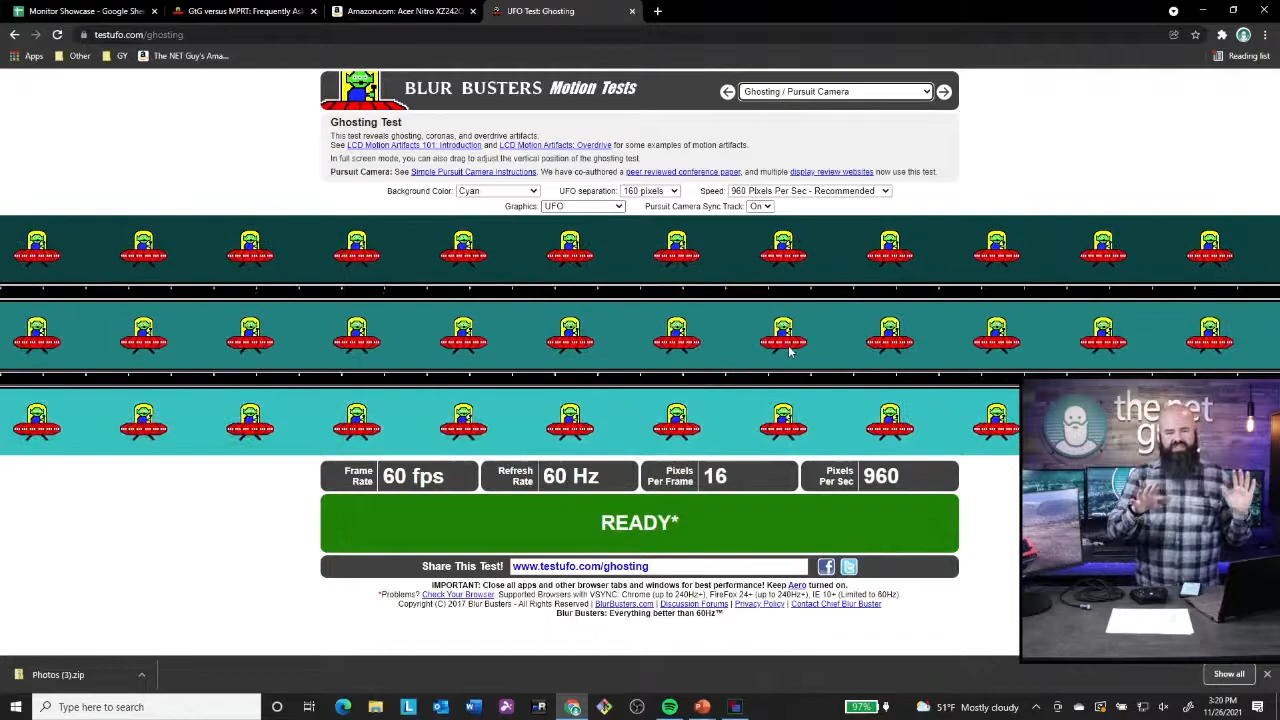 Monitor Showcase - Google She
GtG versus MPRT: Frequently Ask
Amazon.com: Acer Nitro XZ242Q
UFO Test: Ghosting
testufo.com/ghosting
Apps
Other
GY
The NET Guy's Ama...
Reading list
BLUR BUSTERS Motion Tests
Ghosting / Pursuit Camera
Ghosting Test
This test reveals ghosting, coronas, and overdrive artifacts.
See LCD Motion Artifacts 101: Introduction and LCD Motion Artifacts: Overdrive for some examples of motion artifacts.
In full screen mode, you can also drag to adjust the vertical position of the ghosting test.
Pursuit Camera: See Simple Pursuit Camera Instructions. We have co-authored a peer reviewed conference paper, and multiple display review websites now use this test.
Background Color: Cyan UFO separation: 160 pixels Speed: 960 Pixels Per Sec - Recommended
Graphics: UFO Pursuit Camera Sync Track: On
the net
Frame Rate 60 fps
Refresh Rate 60 Hz
Pixels Per Frame 16
Pixels Per Sec 960
READY*
Share This Test! www.testufo.com/ghosting
IMPORTANT: Close all apps and other browser tabs and windows for best performance! Keep Aero turned on.
*Problems? Check Your Browser. Supported Browsers with VSYNC: Chrome (up to 240Hz+), FireFox 24+ (up to 240Hz+), IE 10+ (Limited to 60Hz).
Copyright (C) 2017 Blur Busters - All Rights Reserved | BlurBusters.com | Discussion Forums | Privacy Policy | Contact Chief Blur Buster
Blur Busters: Everything better than 60Hz™
Photos (3).zip
Show all
Type here to search
97%
51°F Mostly cloudy
3:20 PM
11/26/2021